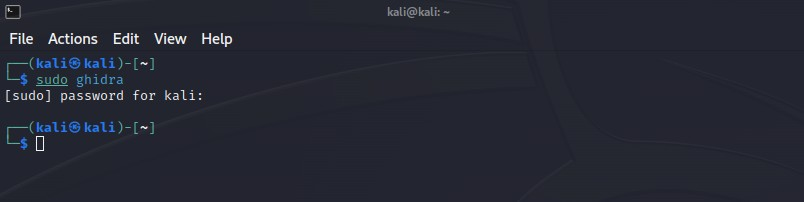 kali@kali: ~
File Actions Edit View Help
┌──(kali㉿kali)-[~]
└─$ sudo ghidra
[sudo] password for kali:
┌──(kali㉿kali)-[~]
└─$